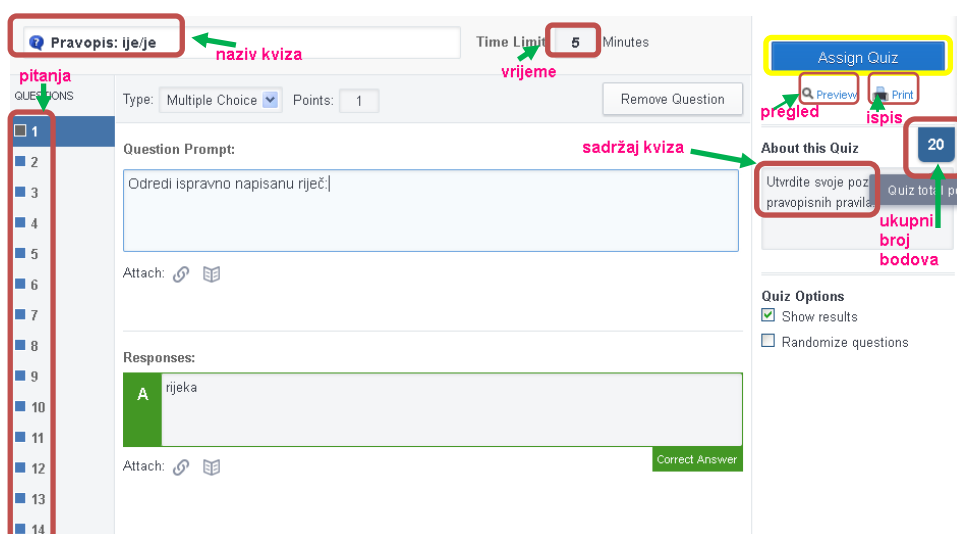 Pravopis: ije/je
naziv kviza
Time Limit 5 Minutes
vrijeme
Assign Quiz
Preview Print
pregled
ispis
pitanja
QUESTIONS
Type: Multiple Choice Points: 1
Remove Question
1
2
3
4
5
6
7
8
9
10
11
12
13
14
Question Prompt:
Odredi ispravno napisanu riječ:
Attach:
Responses:
A rijeka
Correct Answer
Attach:
sadržaj kviza
About this Quiz
20
Utvrdite svoje poz
pravopisnih pravila
Quiz total
ukupni
broj
bodova
Quiz Options
Show results
Randomize questions